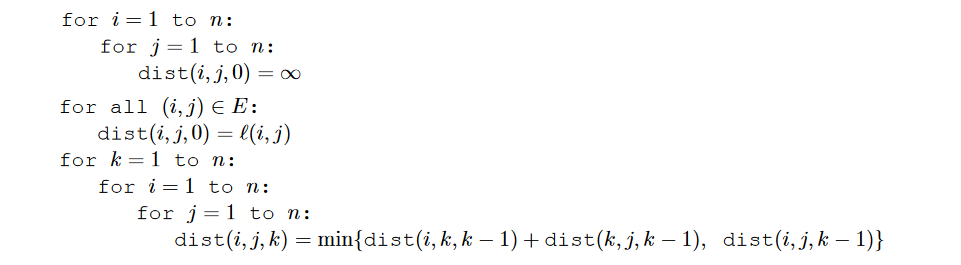 for i = 1 to n:
for j = 1 to n:
dist(i, j, 0) = ∞
for all (i, j) ∈ E:
dist(i, j, 0) = ℓ(i, j)
for k = 1 to n:
for i = 1 to n:
for j = 1 to n:
dist(i, j, k) = min{dist(i, k, k − 1) + dist(k, j, k − 1), dist(i, j, k − 1)}